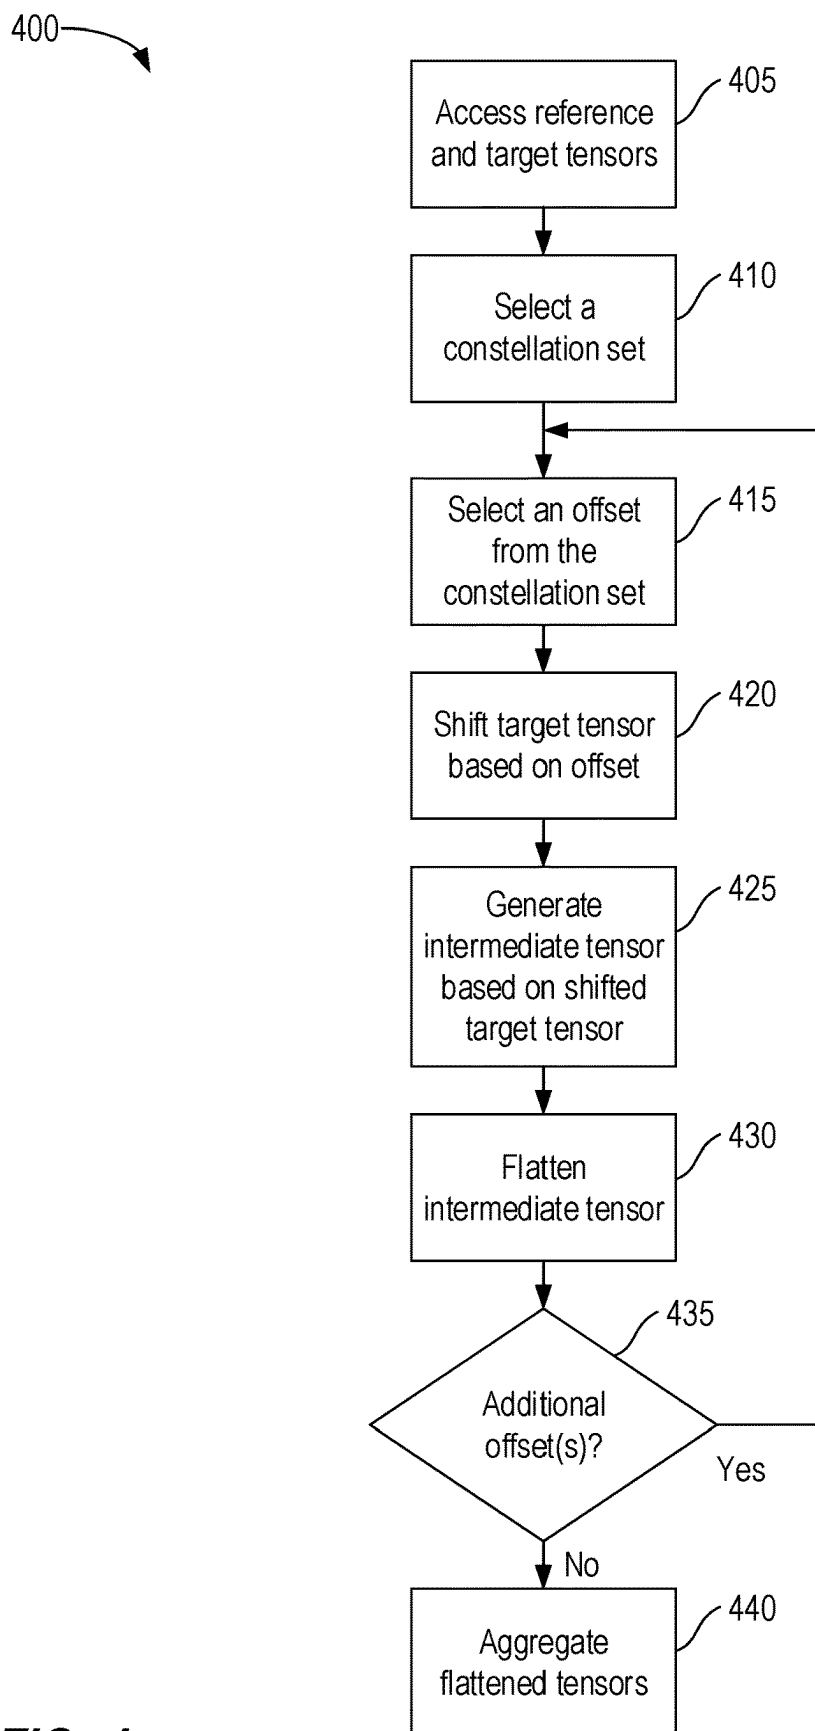 400
405
Access reference
and target tensors
410
Select a
constellation set
415
Select an offset
from the
constellation set
420
Shift target tensor
based on offset
425
Generate
intermediate tensor
based on shifted
target tensor
430
Flatten
intermediate tensor
435
Additional
offset(s)?
Yes
No
440
Aggregate
flattened tensors